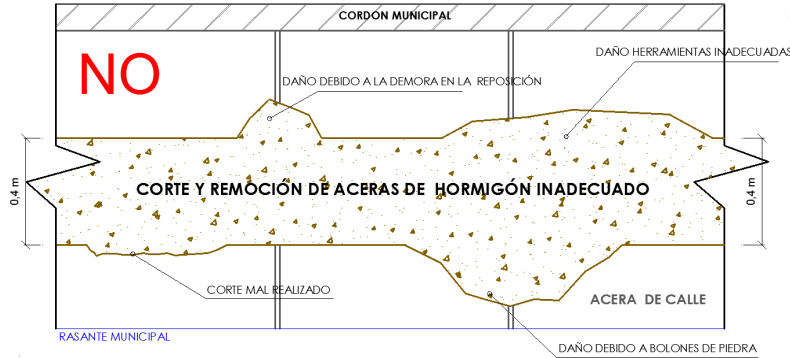 CORDÓN MUNICIPAL
NO
DAÑO HERRAMIENTAS INADECUADAS
DAÑO DEBIDO A LA DEMORA EN LA REPOSICIÓN
0,4 m
CORTE Y REMOCIÓN DE ACERAS DE HORMIGÓN INADECUADO
0,4 m
CORTE MAL REALIZADO
ACERA DE CALLE
RASANTE MUNICIPAL
DAÑO DEBIDO A BOLONES DE PIEDRA